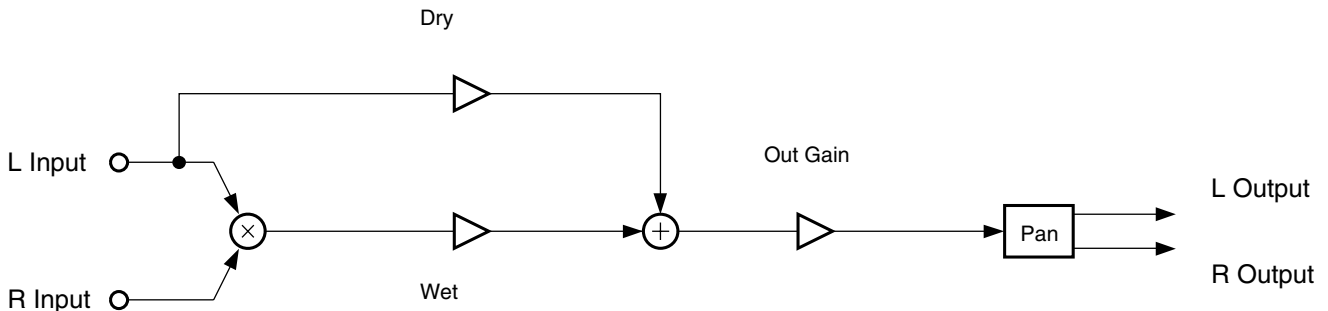 Dry
L Input
Out Gain
L Output
Pan
R Output
R Input
Wet